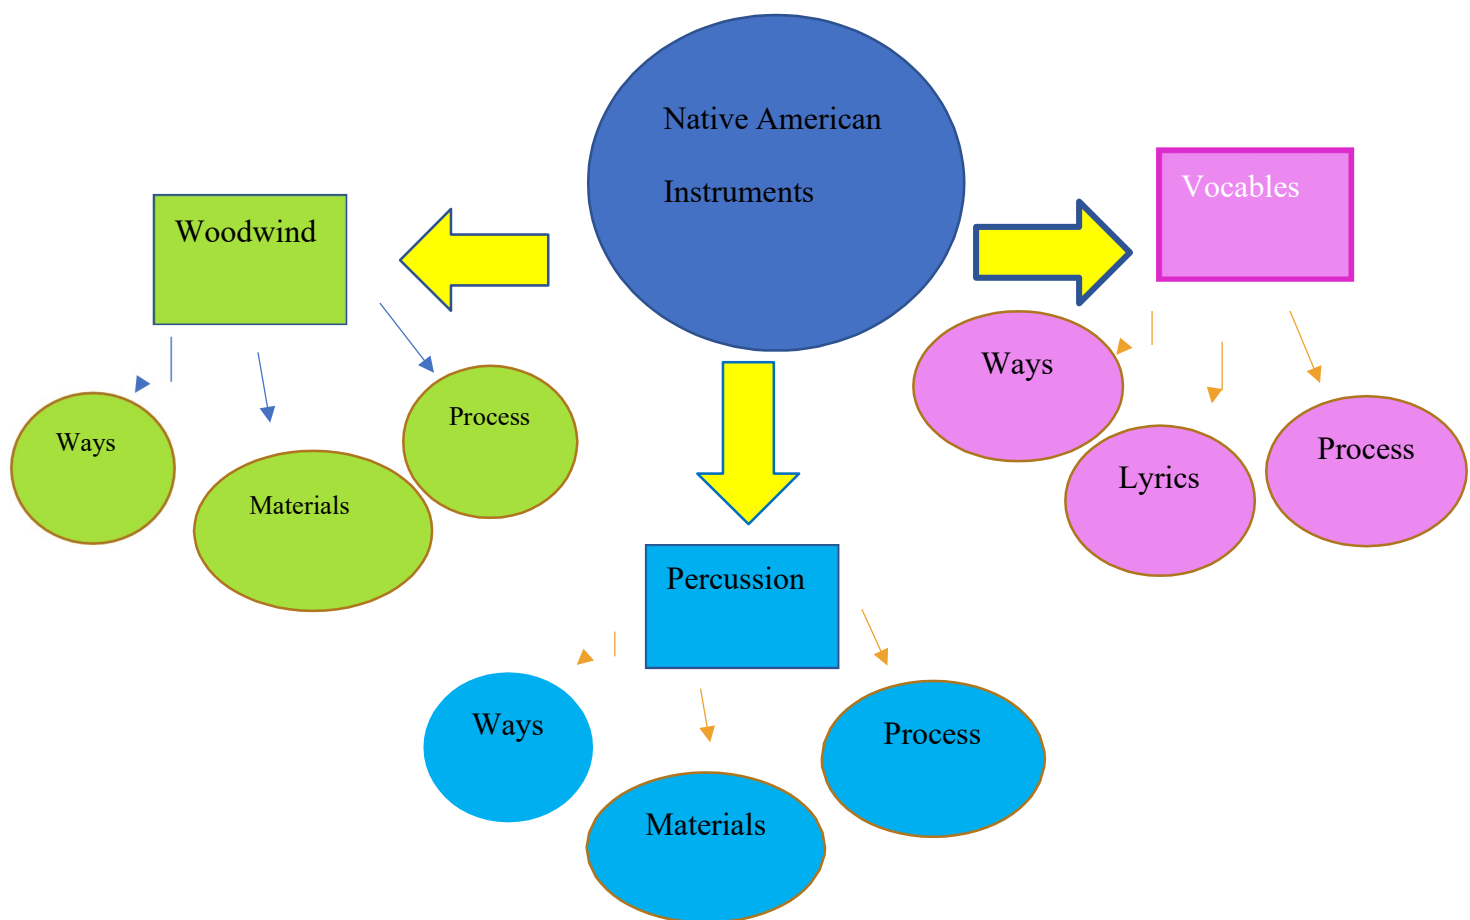 Native American
Instruments
Vocables
Woodwind
Ways
Process
Ways
Process
Lyrics
Materials
Percussion
Ways
Process
Materials